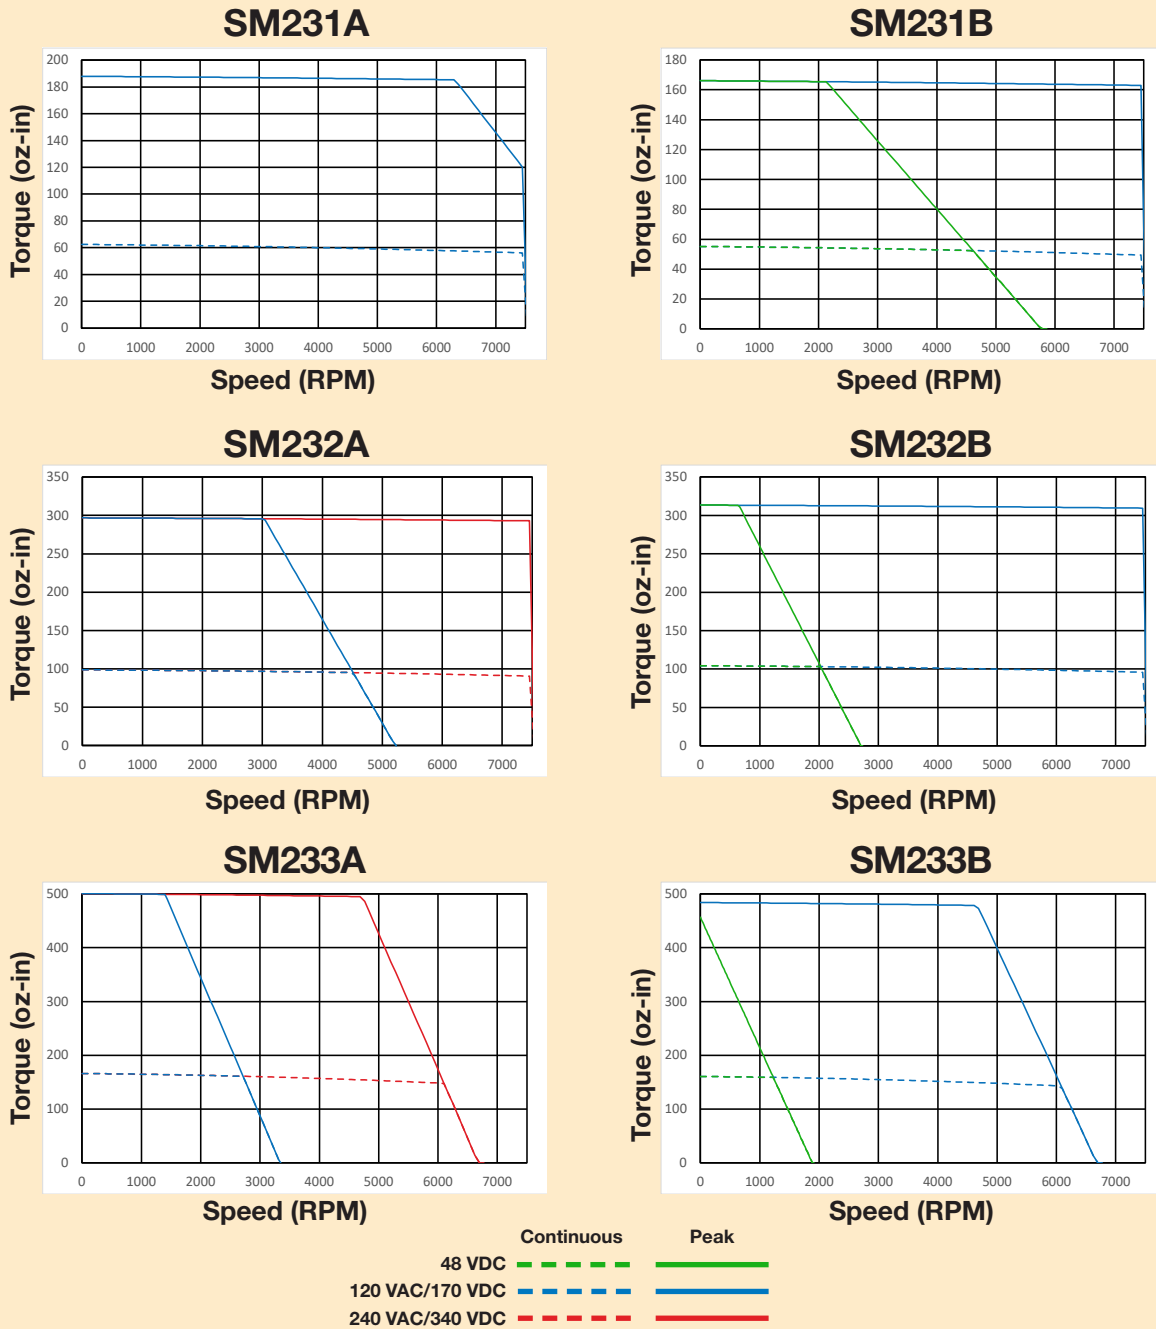 SM231A
SM231B
Torque (oz-in)
200
180
160
140
120
100
80
60
40
20
0
0 1000 2000 3000 4000 5000 6000 7000
Speed (RPM)
Torque (oz-in)
180
160
140
120
100
80
60
40
20
0
0 1000 2000 3000 4000 5000 6000 7000
Speed (RPM)
SM232A
SM232B
Torque (oz-in)
350
300
250
200
150
100
50
0
0 1000 2000 3000 4000 5000 6000 7000
Speed (RPM)
Torque (oz-in)
350
300
250
200
150
100
50
0
0 1000 2000 3000 4000 5000 6000 7000
Speed (RPM)
SM233A
SM233B
Torque (oz-in)
500
400
300
200
100
0
0 1000 2000 3000 4000 5000 6000 7000
Speed (RPM)
Torque (oz-in)
500
400
300
200
100
0
0 1000 2000 3000 4000 5000 6000 7000
Speed (RPM)
Continuous Peak
48 VDC
120 VAC/170 VDC
240 VAC/340 VDC